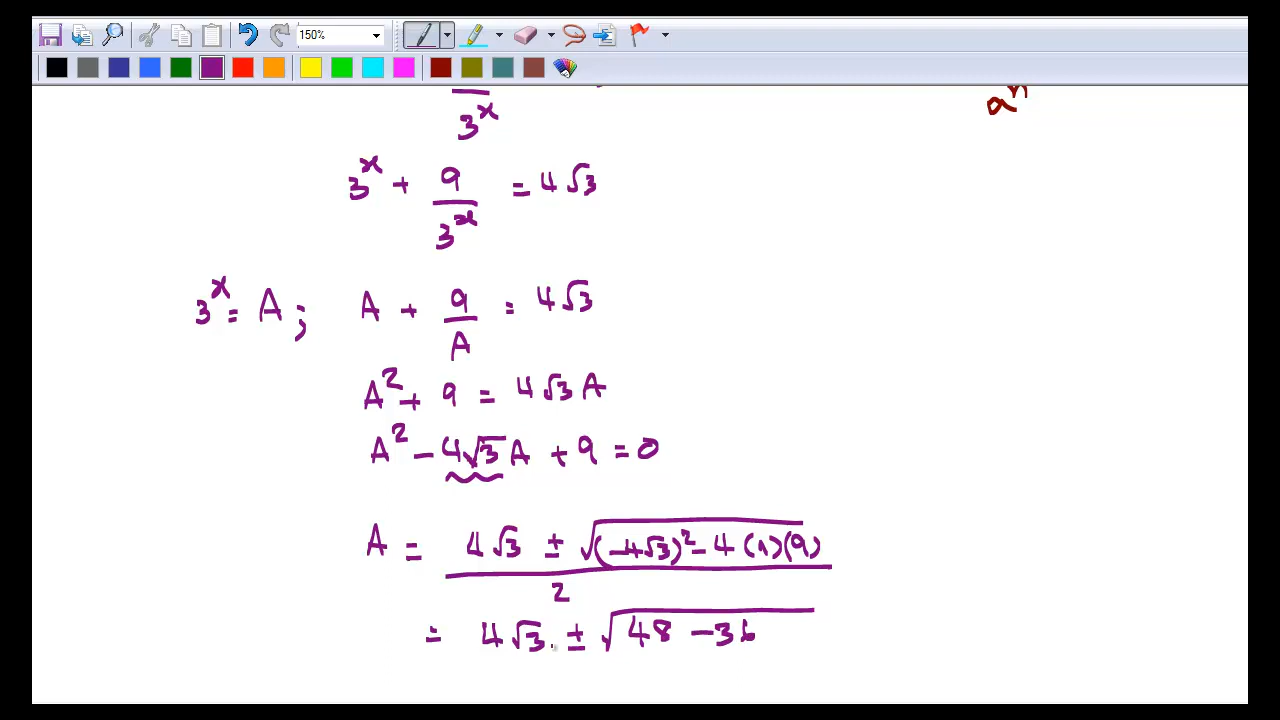 150%
aⁿ
3^x
3^x + 9/3^x = 4√3
3^x = A; A + 9/A = 4√3
A² + 9 = 4√3 A
A² - 4√3 A + 9 = 0
A = (4√3 ± √((-4√3)² - 4(1)(9)))/2
= 4√3 ± √(48 - 36)